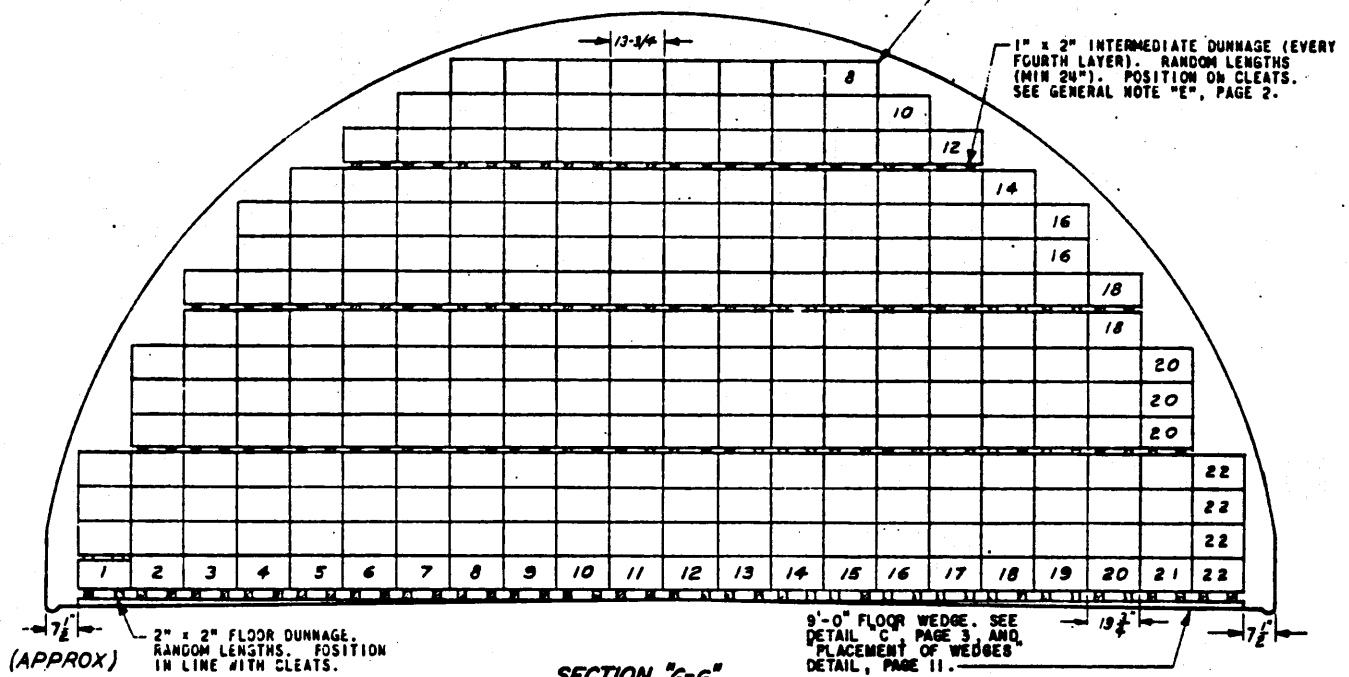 13-3/4
1" x 2" INTERMEDIATE DUNNAGE (EVERY
FOURTH LAYER). RANDOM LENGTHS
(MIN 24"). POSITION ON CLEATS.
SEE GENERAL NOTE "E", PAGE 2.
8
10
12
14
16
16
18
18
20
20
20
22
22
22
1 2 3 4 5 6 7 8 9 10 11 12 13 14 15 16 17 18 19 20 21 22
7 1/2"
(APPROX)
2" x 2" FLOOR DUNNAGE.
RANDOM LENGTHS. POSITION
IN LINE WITH CLEATS.
9'-0" FLOOR WEDGE. SEE
DETAIL "C", PAGE 3, AND
"PLACEMENT OF WEDGES"
DETAIL, PAGE 11.
7 1/2"
SECTION